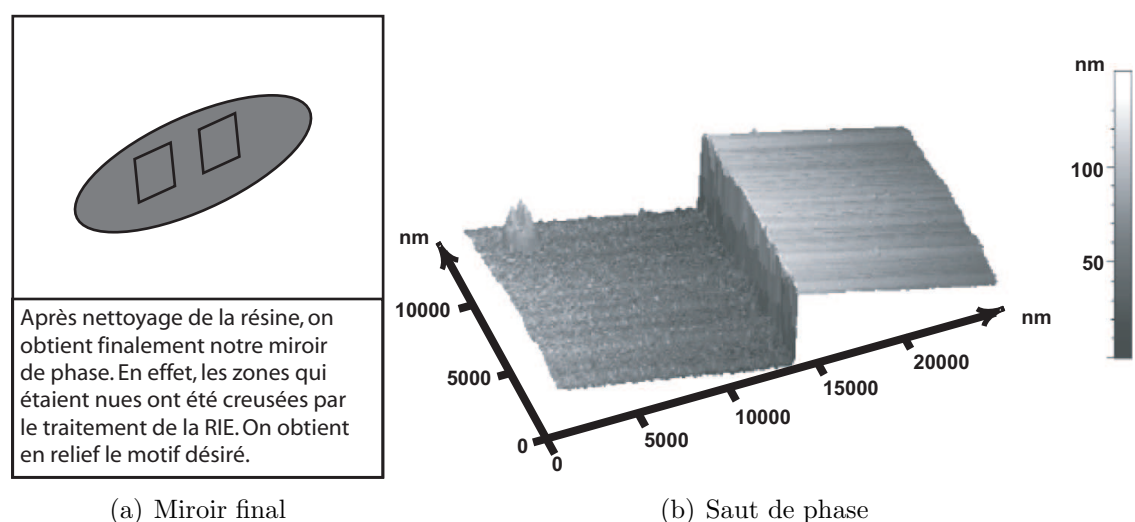 Après nettoyage de la résine, on
obtient finalement notre miroir
de phase. En effet, les zones qui
étaient nues ont été creusées par
le traitement de la RIE. On obtient
en relief le motif désiré.
(a) Miroir final
nm
100
50
nm
10000
5000
0
0
5000
10000
15000
20000
nm
(b) Saut de phase